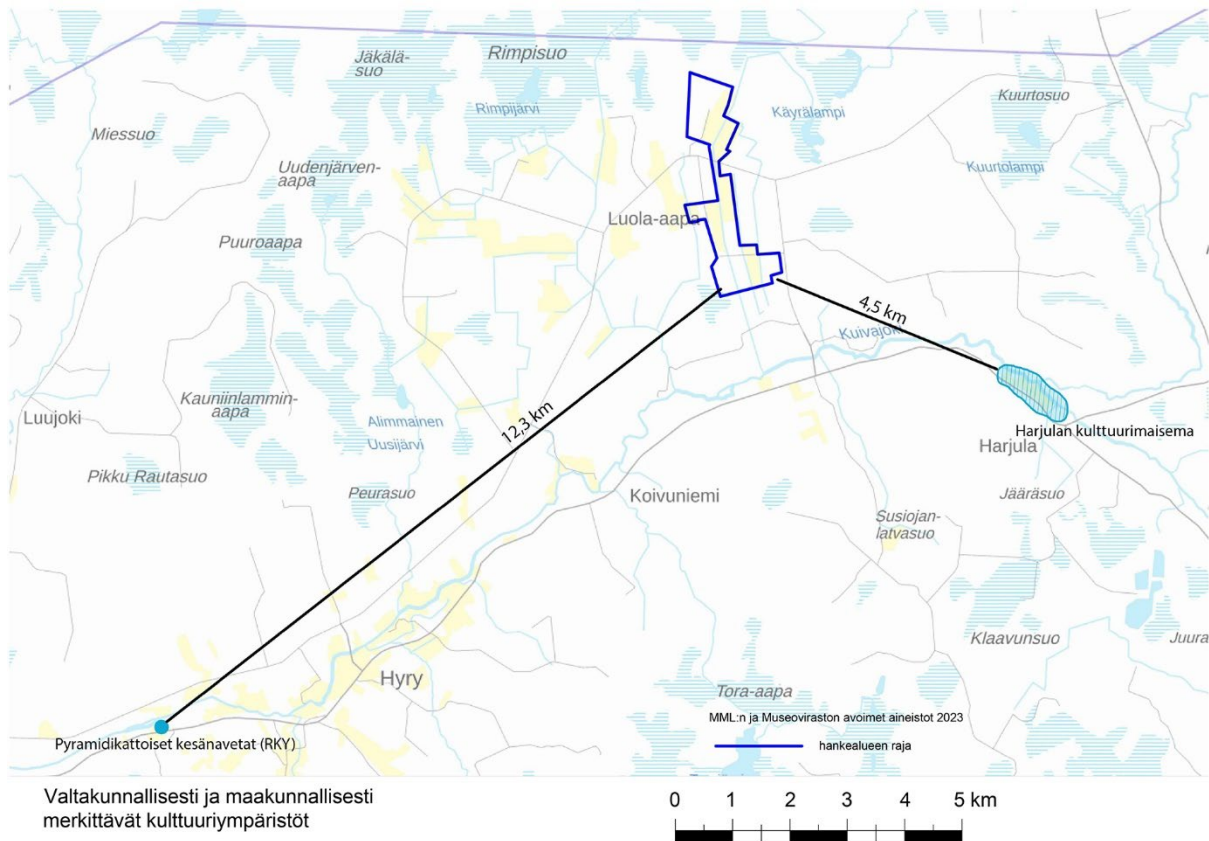 Jäkälä-
suo
Rimpisuo
Rimpijärvi
Käyrälampi
Kuurtosuo
Miessuo
Uudenjärven-
aapa
Kuurtolampi
Luola-aapa
Puuroaapa
4,5 km
Kuivajoki
Kauniinlammin-
aapa
Luujoki
Alimmainen
Uusijärvi
12,3 km
Harjulan kulttuurimaisema
Harjula
Pikku Rautasuo
Peurasuo
Koivuniemi
Jääräsuo
Susiojan-
latvasuo
Klaavunsuo
Juura
Hyry
Tora-aapa
MML:n ja Museoviraston avoimet aineistot 2023
Pyramidikattoiset kesänavetat (RKY)
hankealueen raja
Valtakunnallisesti ja maakunnallisesti
merkittävät kulttuuriympäristöt
0 1 2 3 4 5 km